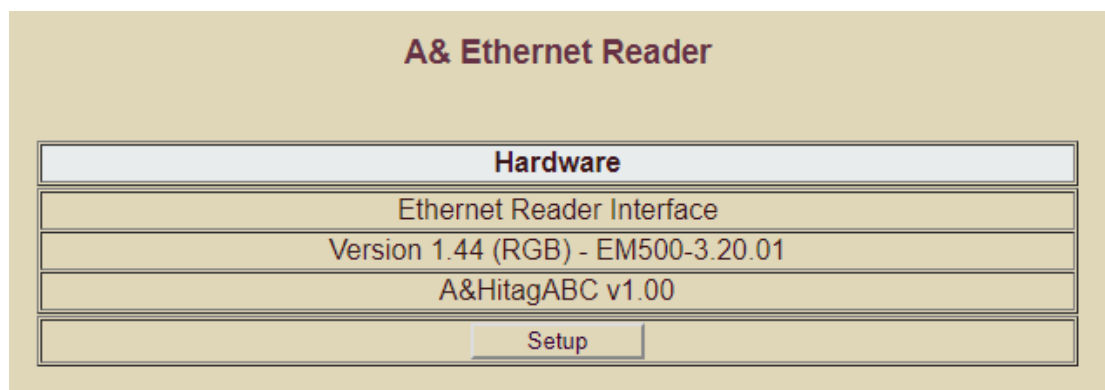 A& Ethernet Reader
Hardware
Ethernet Reader Interface
Version 1.44 (RGB) - EM500-3.20.01
A&HitagABC v1.00
Setup